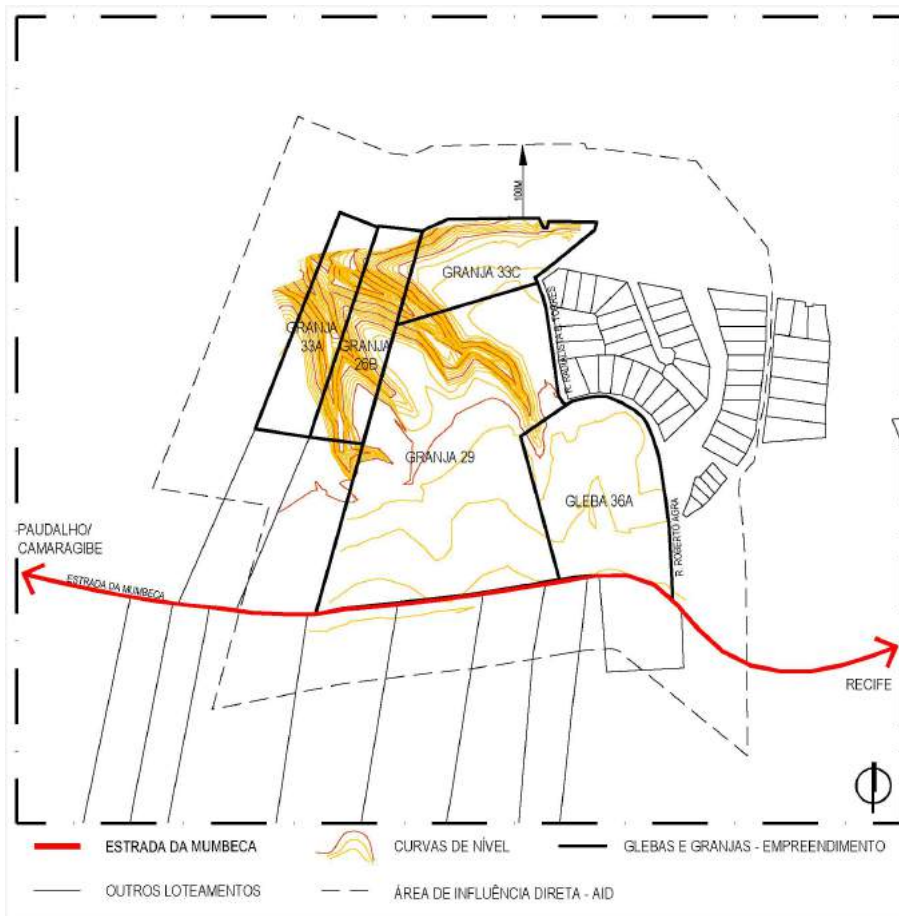 100M
GRANJA 33C
GRANJA
33A
GRANJA
26B
GRANJA 29
GLEBA 36A
R. ROBERTO AGRA
PAUDALHO/
CAMARAGIBE
ESTRADA DA MUMBECA
RECIFE
ESTRADA DA MUMBECA
CURVAS DE NÍVEL
GLEBAS E GRANJAS - EMPREENDIMENTO
OUTROS LOTEAMENTOS
ÁREA DE INFLUÊNCIA DIRETA - AID